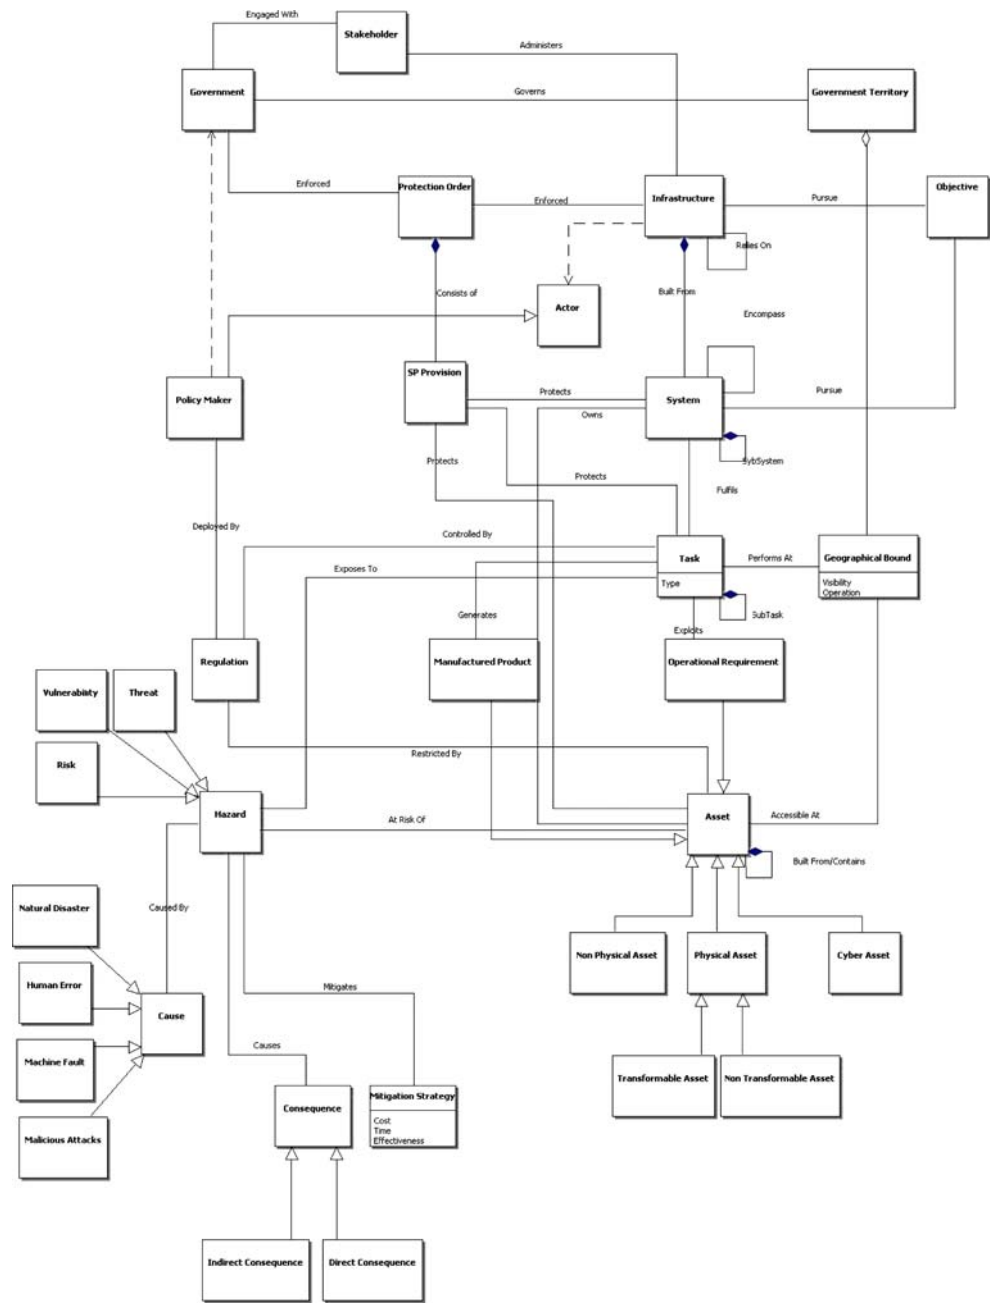 Engaged With
Stakeholder
Administers
Government
Governs
Government Territory
Enforced
Protection Order
Enforced
Infrastructure
Pursue
Objective
Relies On
Consists of
Built From
Actor
Encompass
SP Provision
Policy Maker
Protects
Owns
System
Pursue
Protects
SybSystem
Protects
Fulfils
Deployed By
Controlled By
Task
Type
Performs At
Geographical Bound
Visibility
Operation
Exposes To
Generates
SubTask
Exploits
Regulation
Manufactured Product
Operational Requirement
Vulnerability
Threat
Risk
Restricted By
Hazard
At Risk Of
Asset
Accessible At
Built From/Contains
Natural Disaster
Caused By
Non Physical Asset
Physical Asset
Cyber Asset
Human Error
Mitigates
Cause
Causes
Machine Fault
Transformable Asset
Non Transformable Asset
Consequence
Mitigation Strategy
Cost
Time
Effectiveness
Malicious Attacks
Indirect Consequence
Direct Consequence